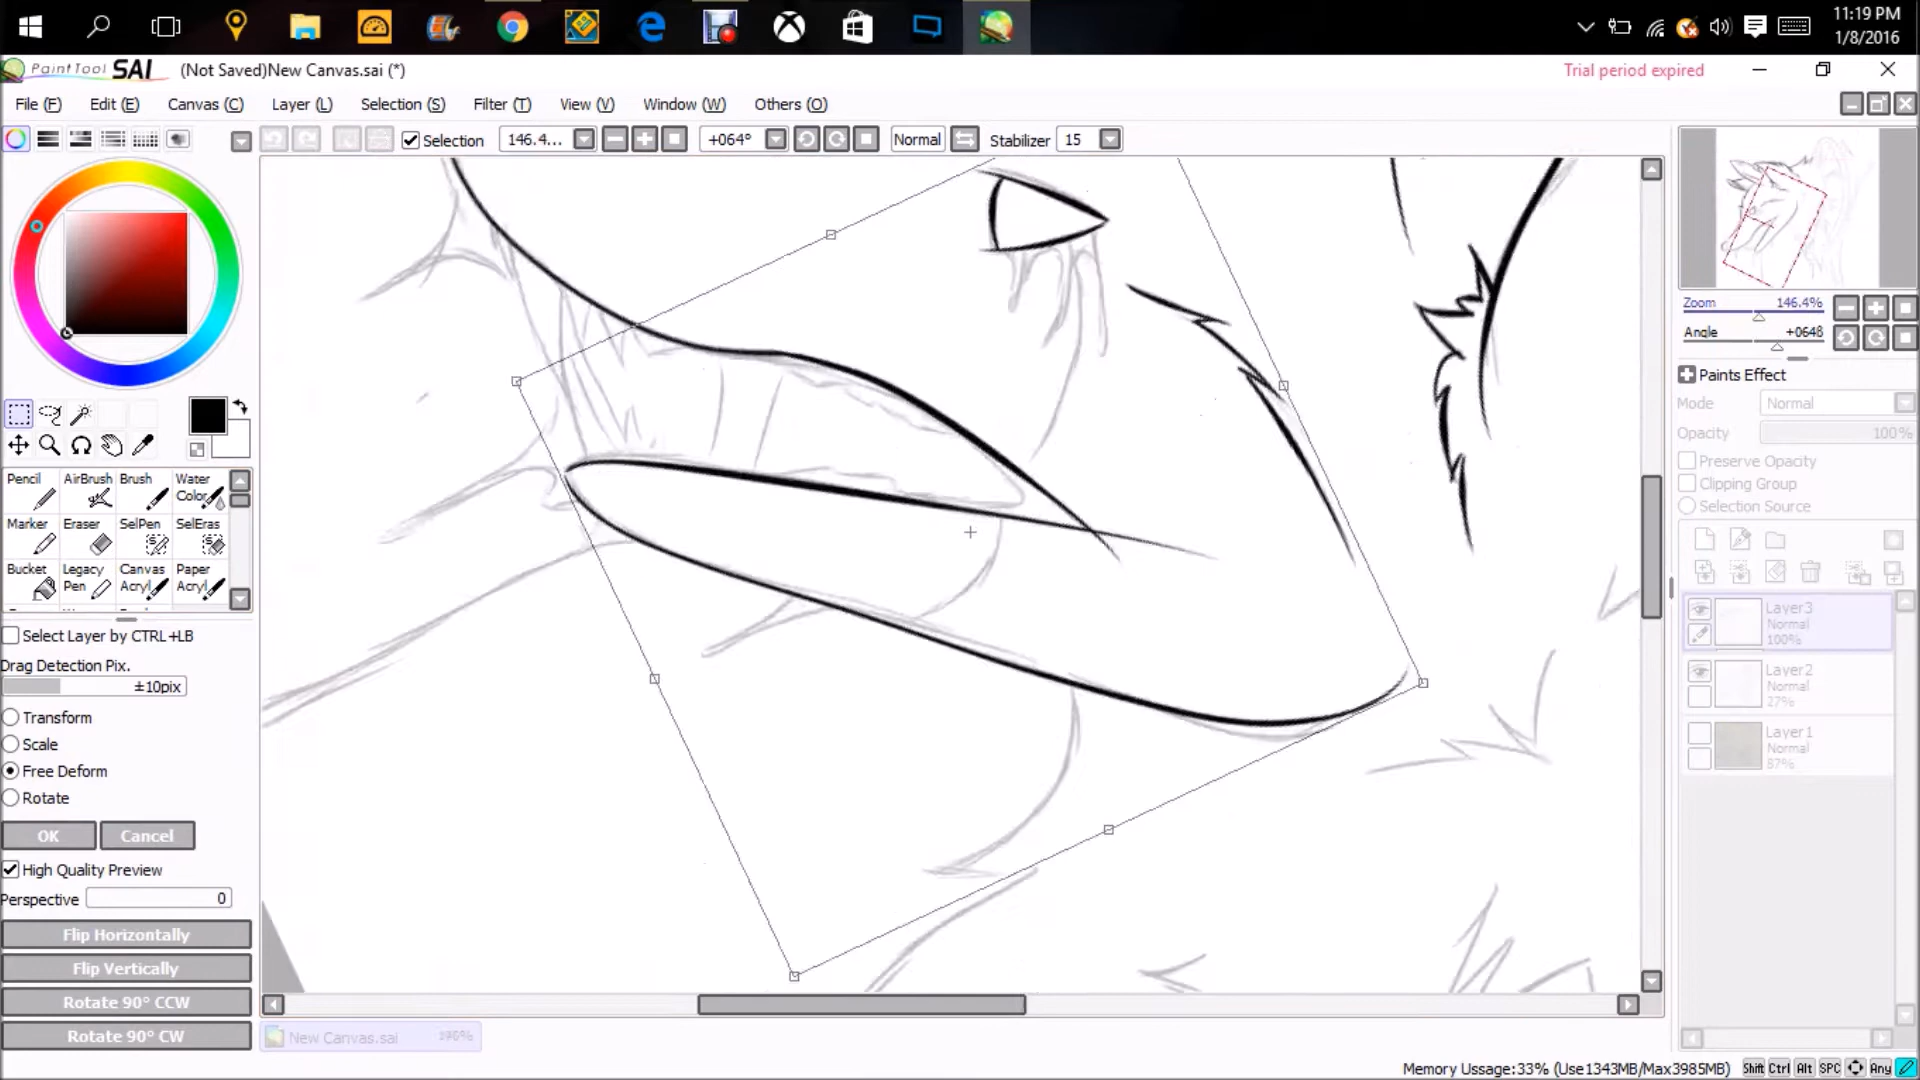 11:19 PM
1/8/2016
PaintTool SAI (Not Saved)New Canvas.sai (*) Trial period expired
File (F) Edit (E) Canvas (C) Layer (L) Selection (S) Filter (T) View (V) Window (W) Others (O)
Selection 146.4... +064° Normal Stabilizer 15
Zoom 146.4%
Angle +064ß
Paints Effect
Mode Normal
Opacity 100%
Preserve Opacity
Clipping Group
Selection Source
Pencil AirBrush Brush Water Color
Marker Eraser SelPen SelEras
Bucket Legacy Pen Canvas Acryl Paper Acryl
Layer3
Normal
100%
Select Layer by CTRL+LB
Drag Detection Pix.
±10pix
Layer2
Normal
27%
Transform
Scale
Free Deform
Rotate
Layer1
Normal
87%
OK Cancel
High Quality Preview
Perspective 0
Flip Horizontally
Flip Vertically
Rotate 90° CCW
Rotate 90° CW
New Canvas.sai
Memory Ussage:33% (Use1343MB/Max3985MB) Shift Ctrl Alt SPC Any